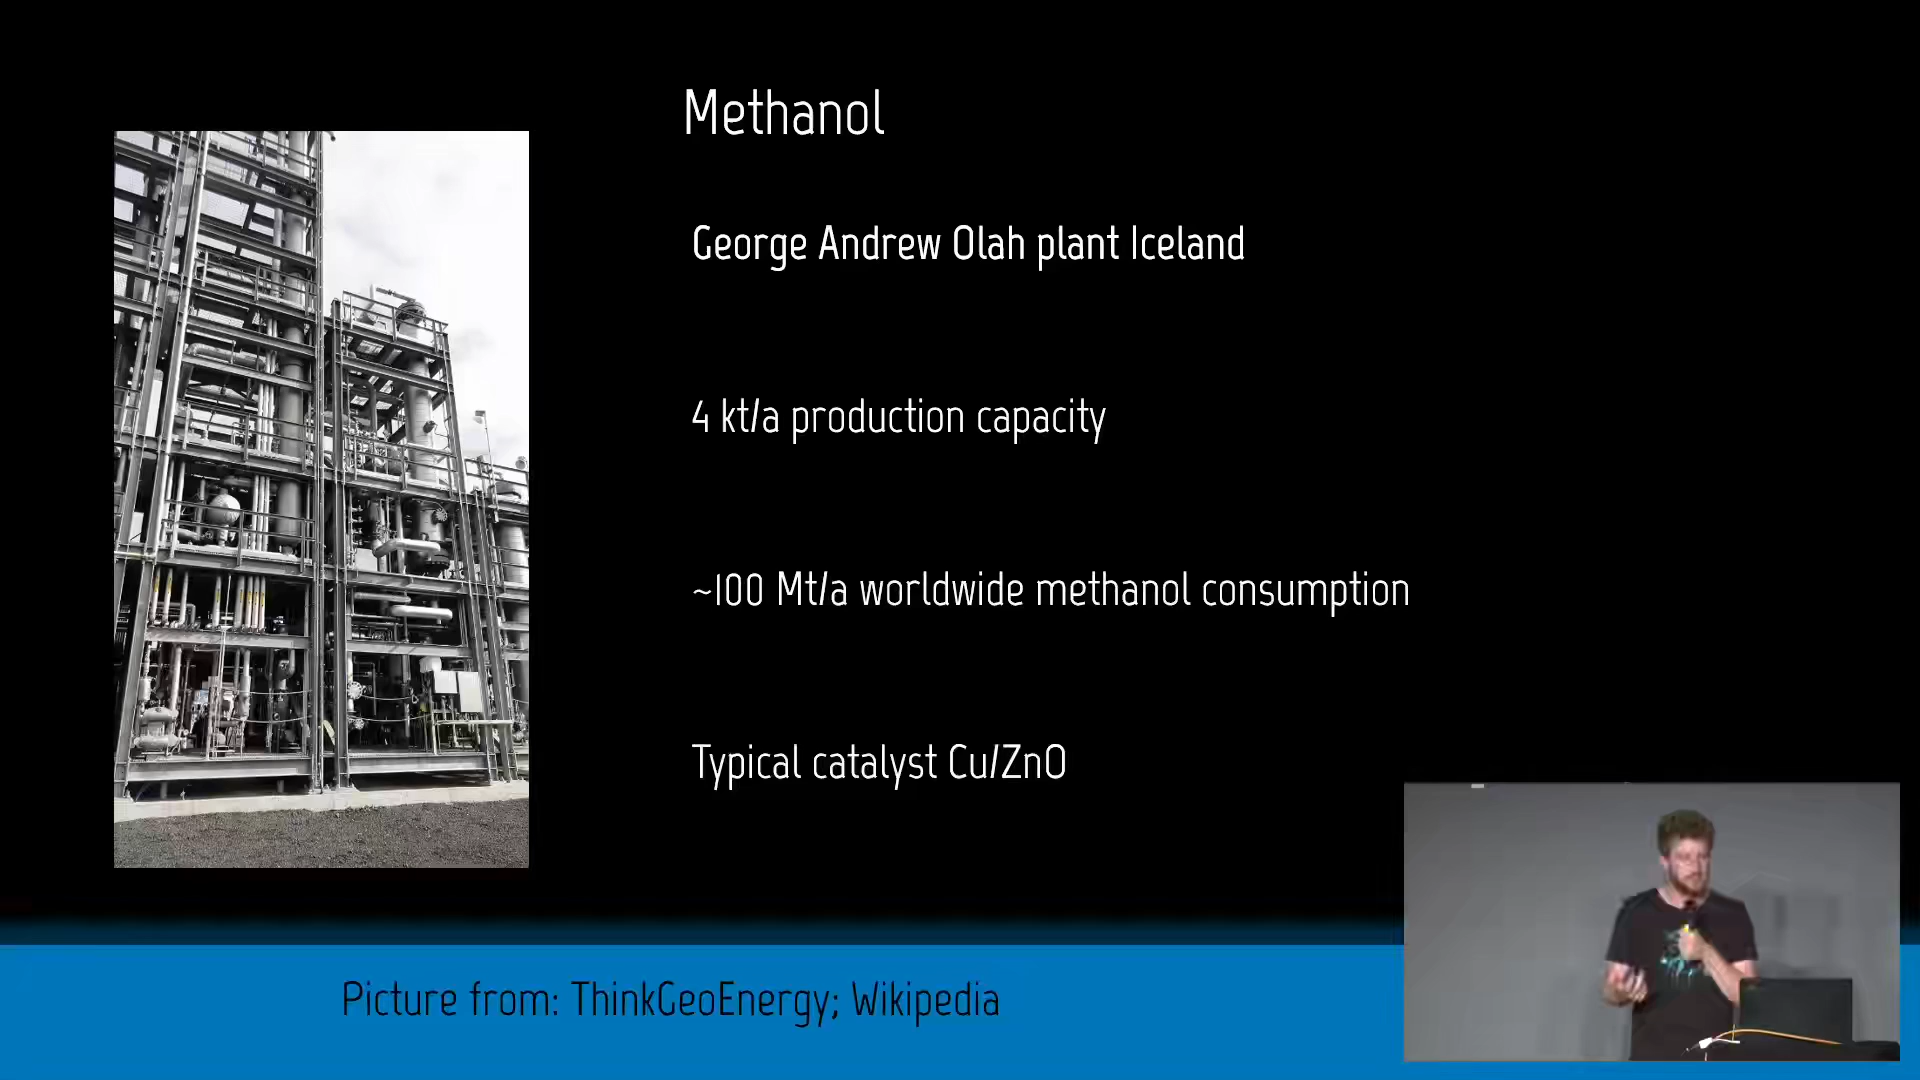 Methanol
George Andrew Olah plant Iceland
4 kt/a production capacity
~100 Mt/a worldwide methanol consumption
Typical catalyst Cu/ZnO
Picture from: ThinkGeoEnergy; Wikipedia